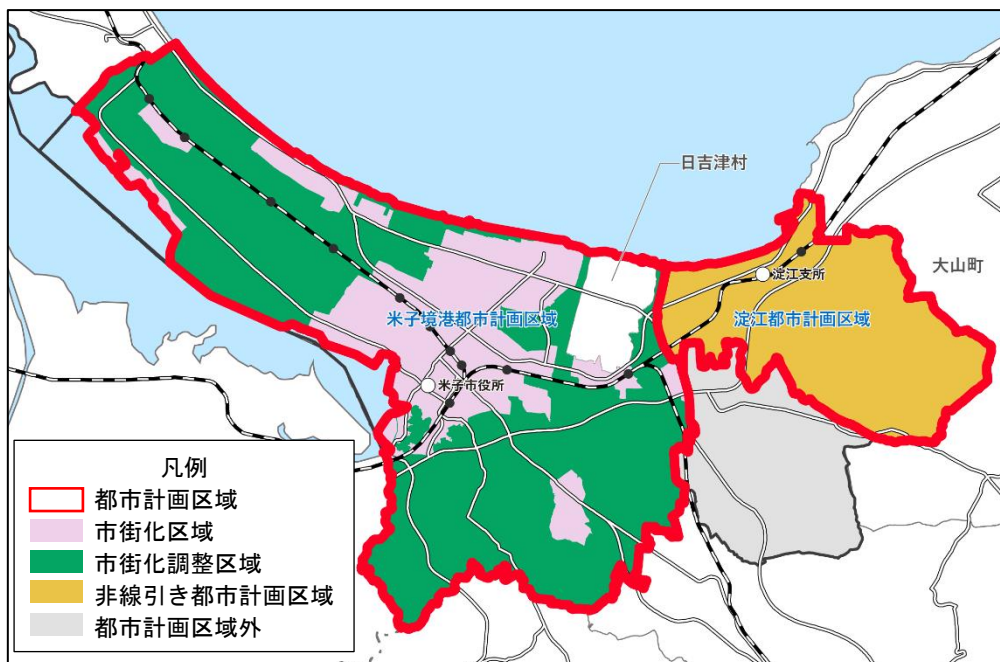 日吉津村
大山町
淀江支所
米子境港都市計画区域
淀江都市計画区域
米子市役所
凡例
都市計画区域
市街化区域
市街化調整区域
非線引き都市計画区域
都市計画区域外